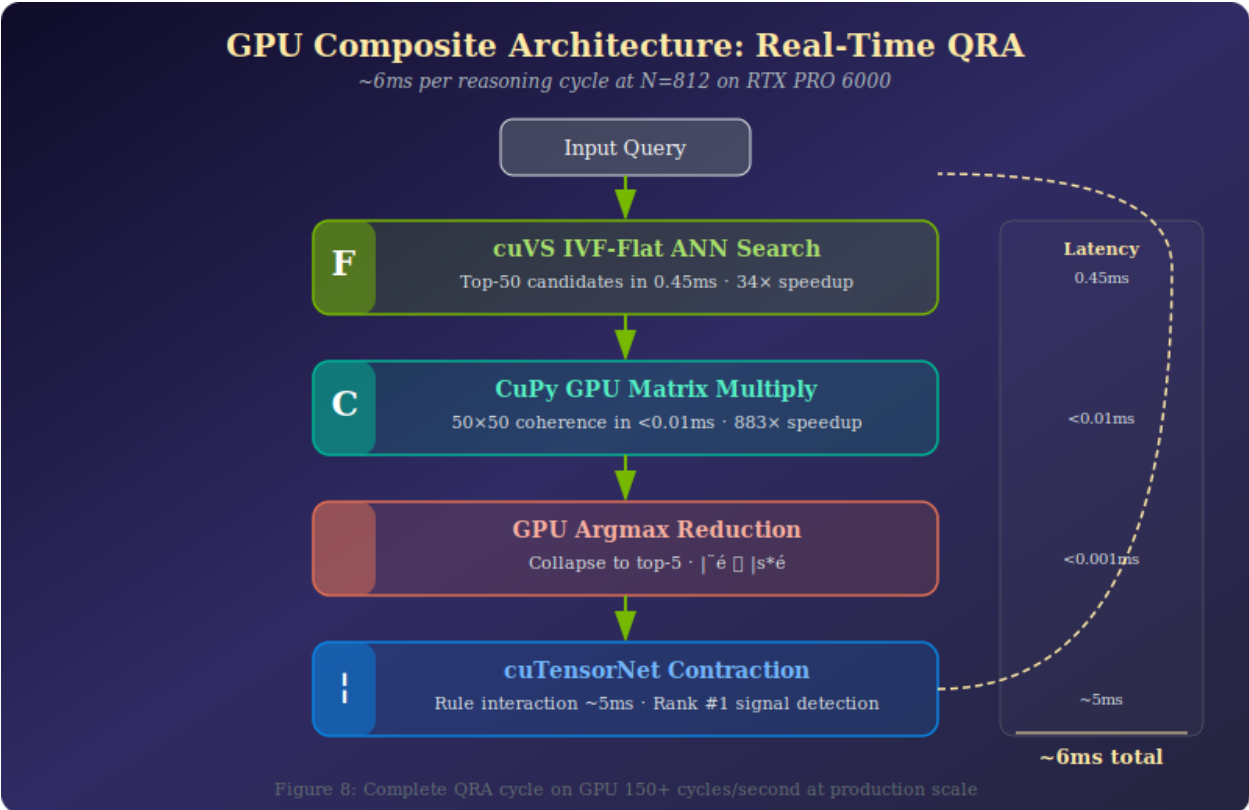 GPU Composite Architecture: Real-Time QRA
~6ms per reasoning cycle at N=812 on RTX PRO 6000
Input Query
F
cuVS IVF-Flat ANN Search
Top-50 candidates in 0.45ms · 34× speedup
Latency
0.45ms
C
CuPy GPU Matrix Multiply
50×50 coherence in <0.01ms · 883× speedup
<0.01ms
GPU Argmax Reduction
Collapse to top-5 · |¨é |s*é
<0.001ms
¦
cuTensorNet Contraction
Rule interaction ~5ms · Rank #1 signal detection
~5ms
~6ms total
Figure 8: Complete QRA cycle on GPU 150+ cycles/second at production scale